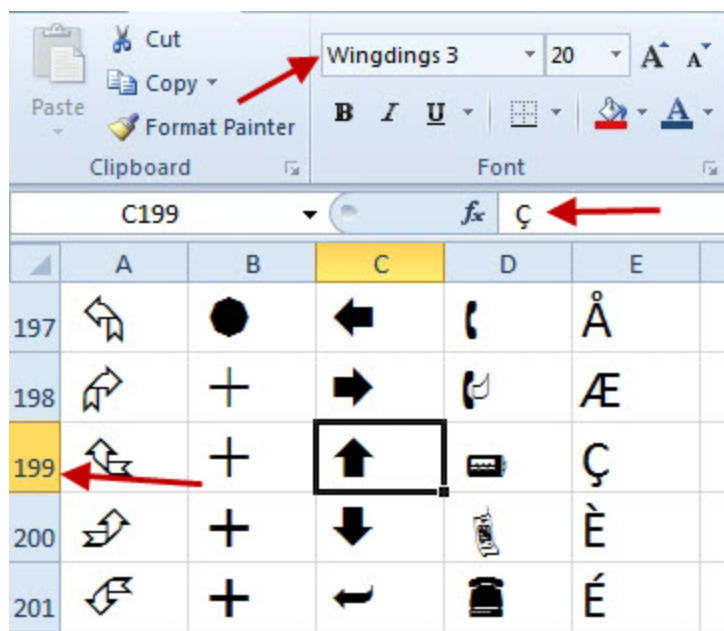 Cut
Copy
Paste
Format Painter
Clipboard
Wingdings 3 20 A A
B I U A
Font
C199 fx Ç
A B C D E
197 Å
198 Æ
199 Ç
200 È
201 É